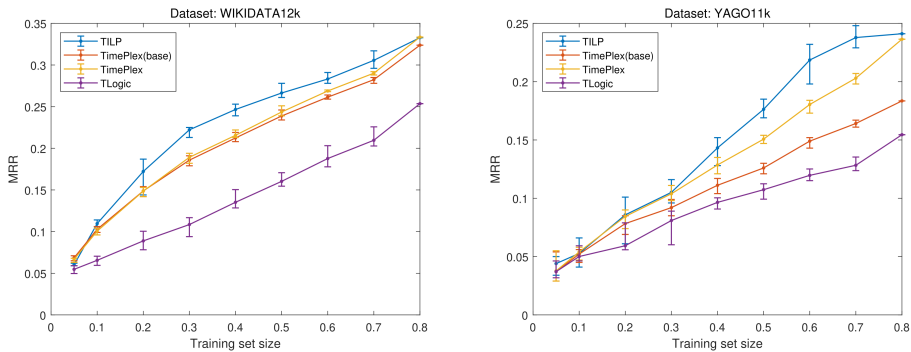 Dataset: WIKIDATA12k
0.35
0.3
0.25
0.2
0.15
0.1
0.05
0
MRR
TILP
TimePlex(base)
TimePlex
TLogic
0 0.1 0.2 0.3 0.4 0.5 0.6 0.7 0.8
Training set size
Dataset: YAGO11k
0.25
0.2
0.15
0.1
0.05
0
MRR
TILP
TimePlex(base)
TimePlex
TLogic
0 0.1 0.2 0.3 0.4 0.5 0.6 0.7 0.8
Training set size